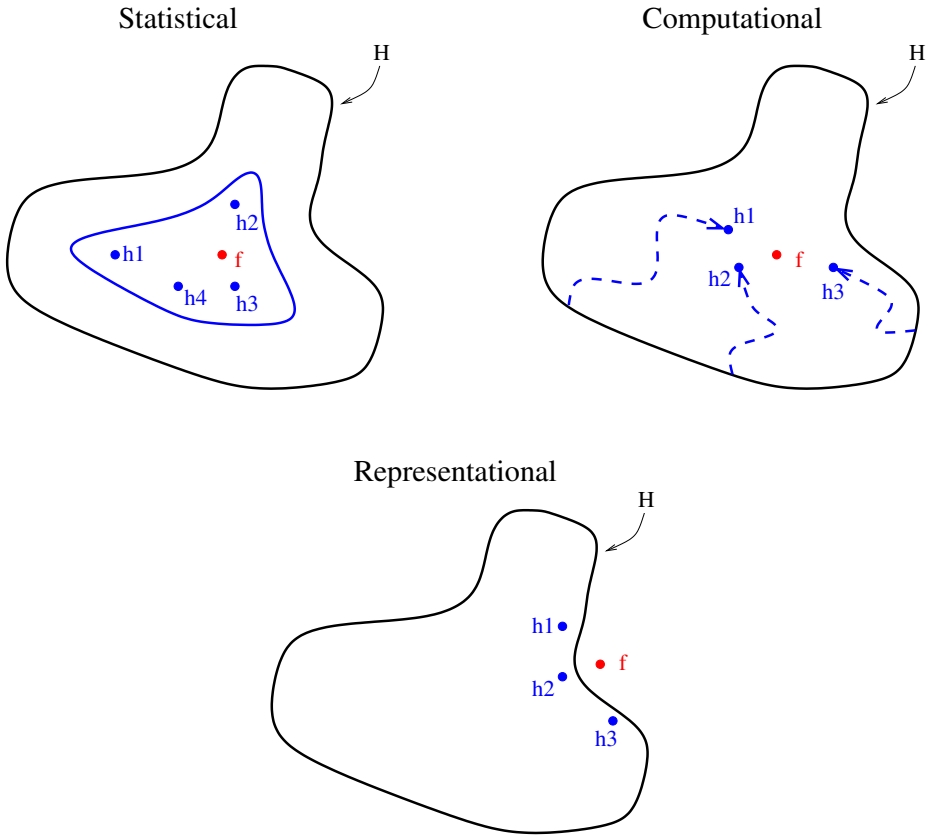 Statistical
H
h2
h1
f
h4
h3
Computational
H
h1
f
h2
h3
Representational
H
h1
f
h2
h3